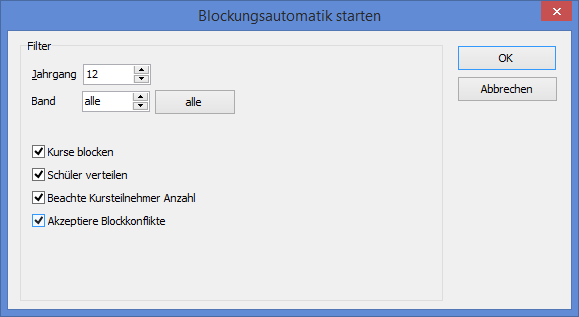 Blockungsautomatik starten
Filter
Jahrgang 12
Band alle alle
Kurse blocken
Schüler verteilen
Beachte Kursteilnehmer Anzahl
Akzeptiere Blockkonflikte
OK
Abbrechen